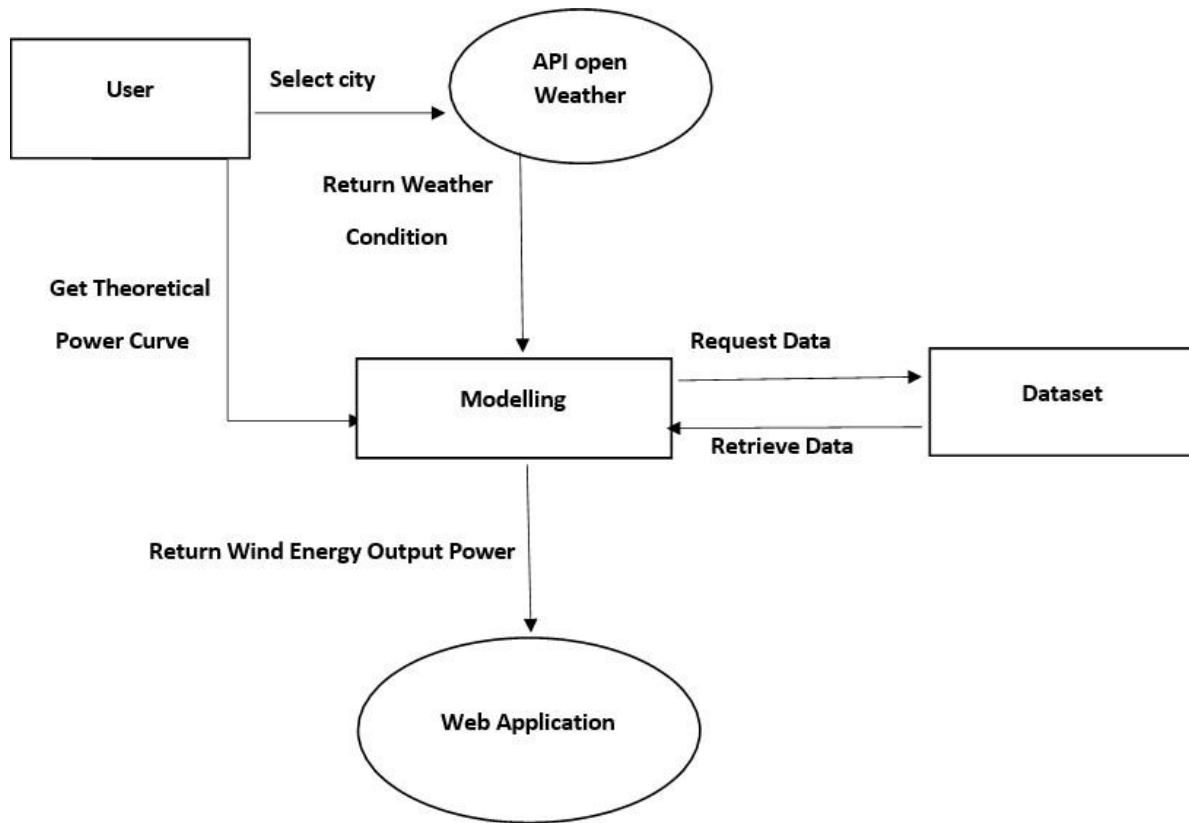 User
Select city
API open
Weather
Return Weather
Condition
Get Theoretical
Power Curve
Modelling
Request Data
Retrieve Data
Dataset
Return Wind Energy Output Power
Web Application